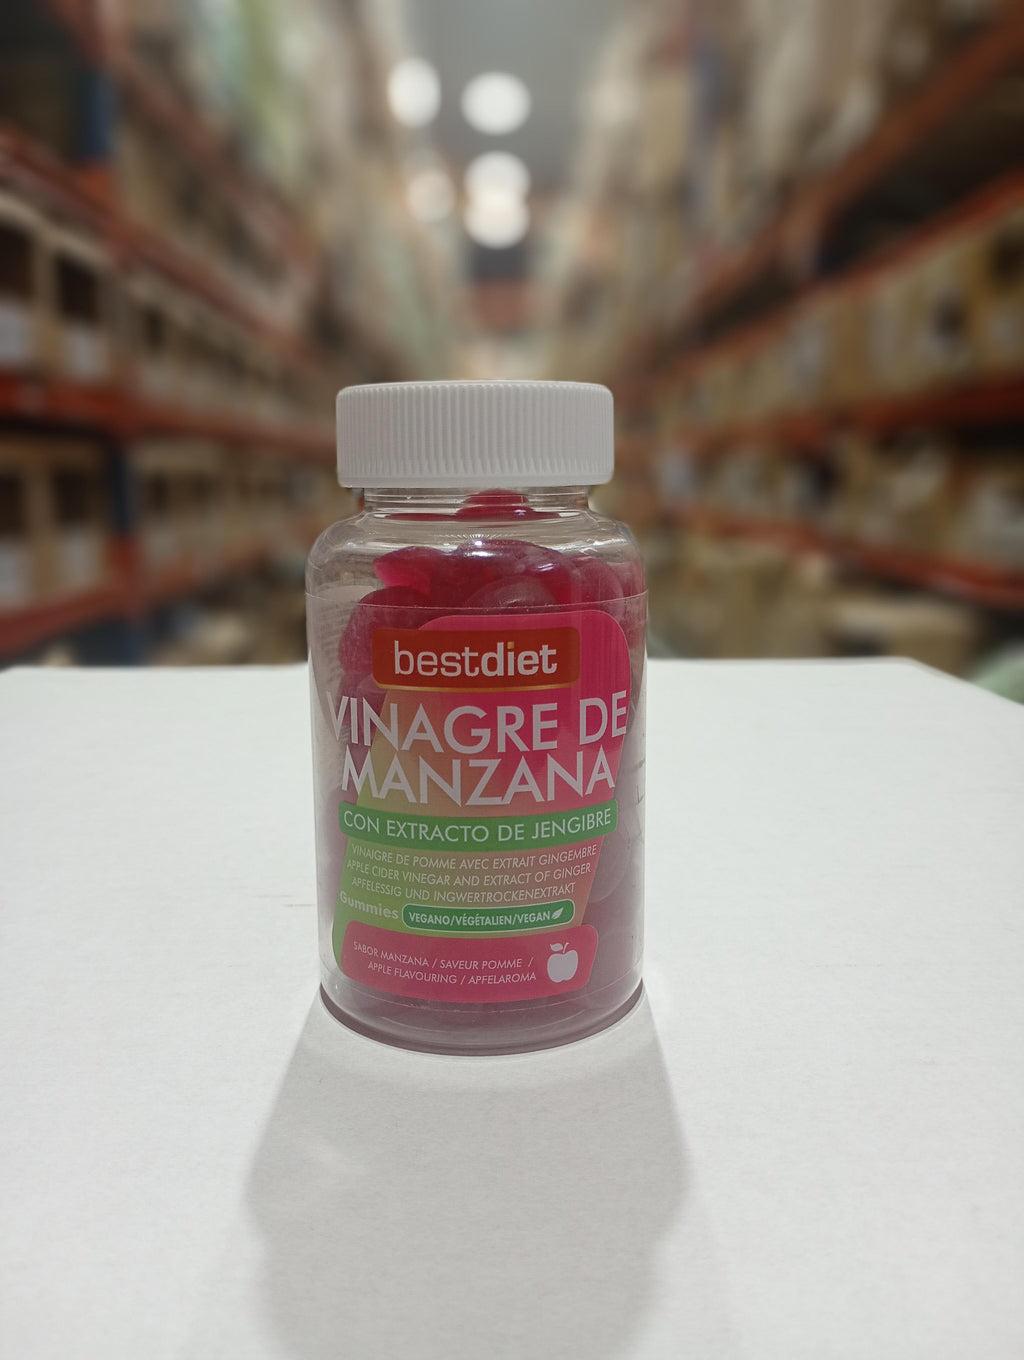 bestdiet
VINAGRE DE
MANZANA
CON EXTRACTO DE JENGIBRE
VINAIGRE DE POMME AVEC EXTRAIT GINGEMBRE
APPLE CIDER VINEGAR AND EXTRACT OF GINGER
APFELESSIG UND INGWERTROCKENEXTRAKT
Gummies VEGANO/VÉGÉTALIEN/VEGAN
SABOR MANZANA / SAVEUR POMME /
APPLE FLAVOURING / APFELAROMA